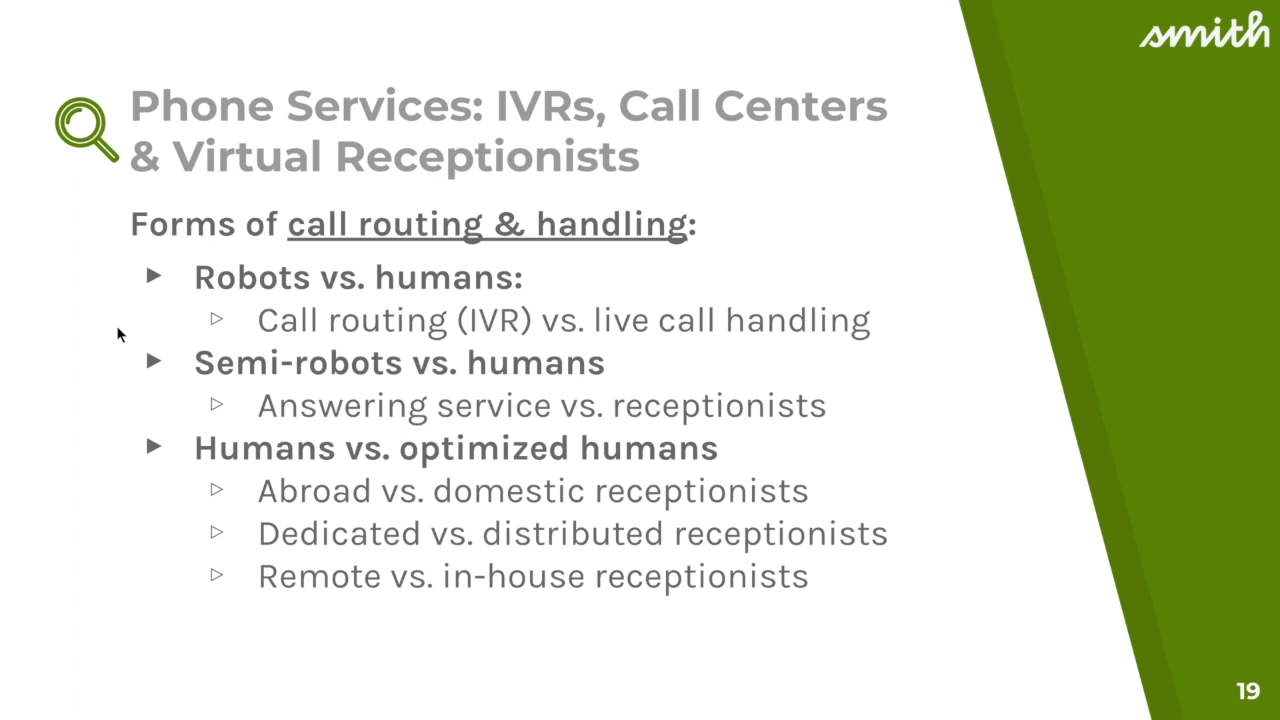 smith
Phone Services: IVRs, Call Centers
& Virtual Receptionists
Forms of call routing & handling:
Robots vs. humans:
Call routing (IVR) vs. live call handling
Semi-robots vs. humans
Answering service vs. receptionists
Humans vs. optimized humans
Abroad vs. domestic receptionists
Dedicated vs. distributed receptionists
Remote vs. in-house receptionists
19